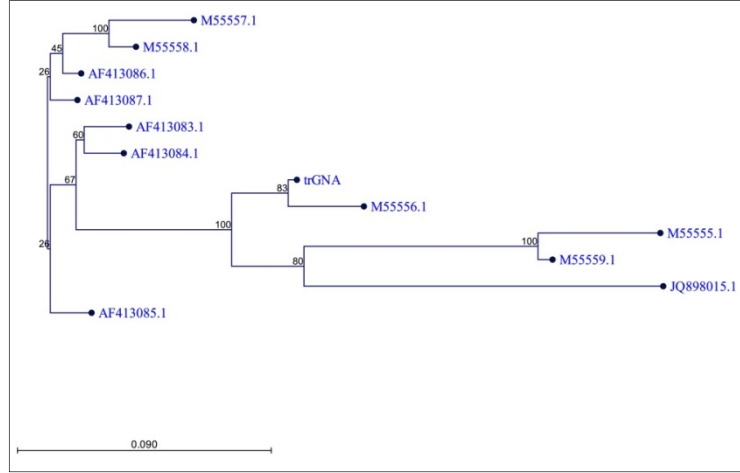 M55557.1
100
M55558.1
45
AF413086.1
26
AF413087.1
AF413083.1
60
AF413084.1
67
trGNA
83
M55556.1
100
M55555.1
100
26
M55559.1
80
JQ898015.1
AF413085.1
0.090